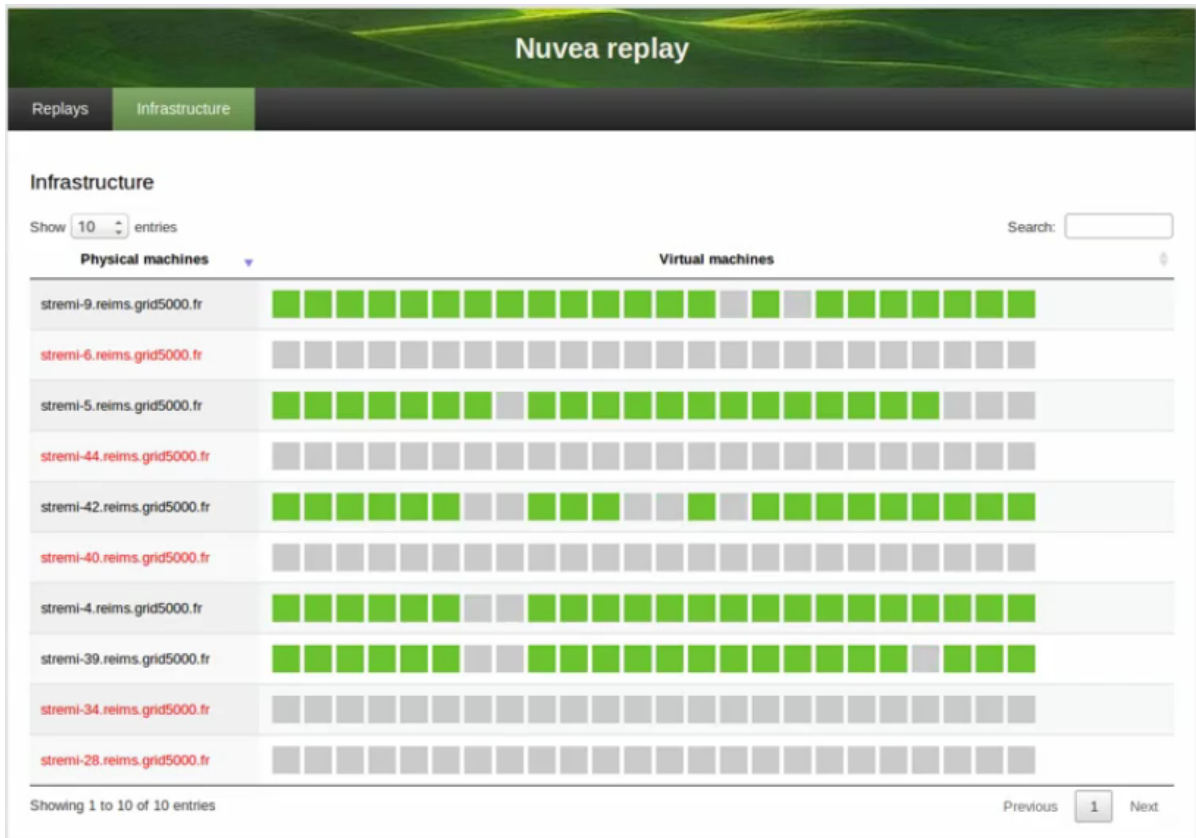 Nuvea replay
Replays Infrastructure
Infrastructure
Show 10 entries Search:
Physical machines Virtual machines
stremi-9.reims.grid5000.fr
stremi-6.reims.grid5000.fr
stremi-5.reims.grid5000.fr
stremi-44.reims.grid5000.fr
stremi-42.reims.grid5000.fr
stremi-40.reims.grid5000.fr
stremi-4.reims.grid5000.fr
stremi-39.reims.grid5000.fr
stremi-34.reims.grid5000.fr
stremi-28.reims.grid5000.fr
Showing 1 to 10 of 10 entries Previous 1 Next